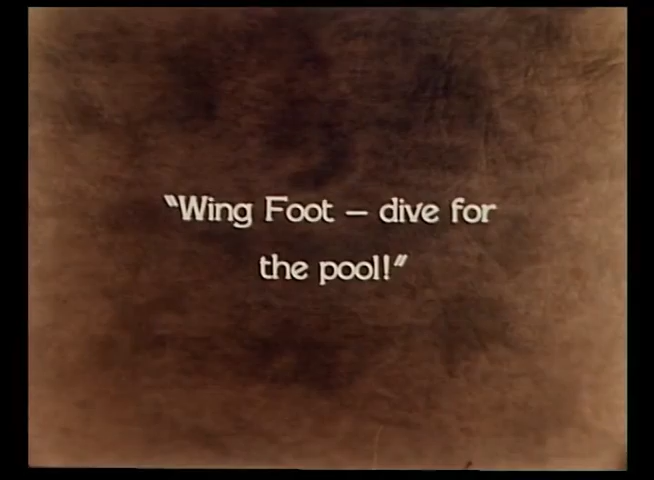 "Wing Foot – dive for
the pool!"